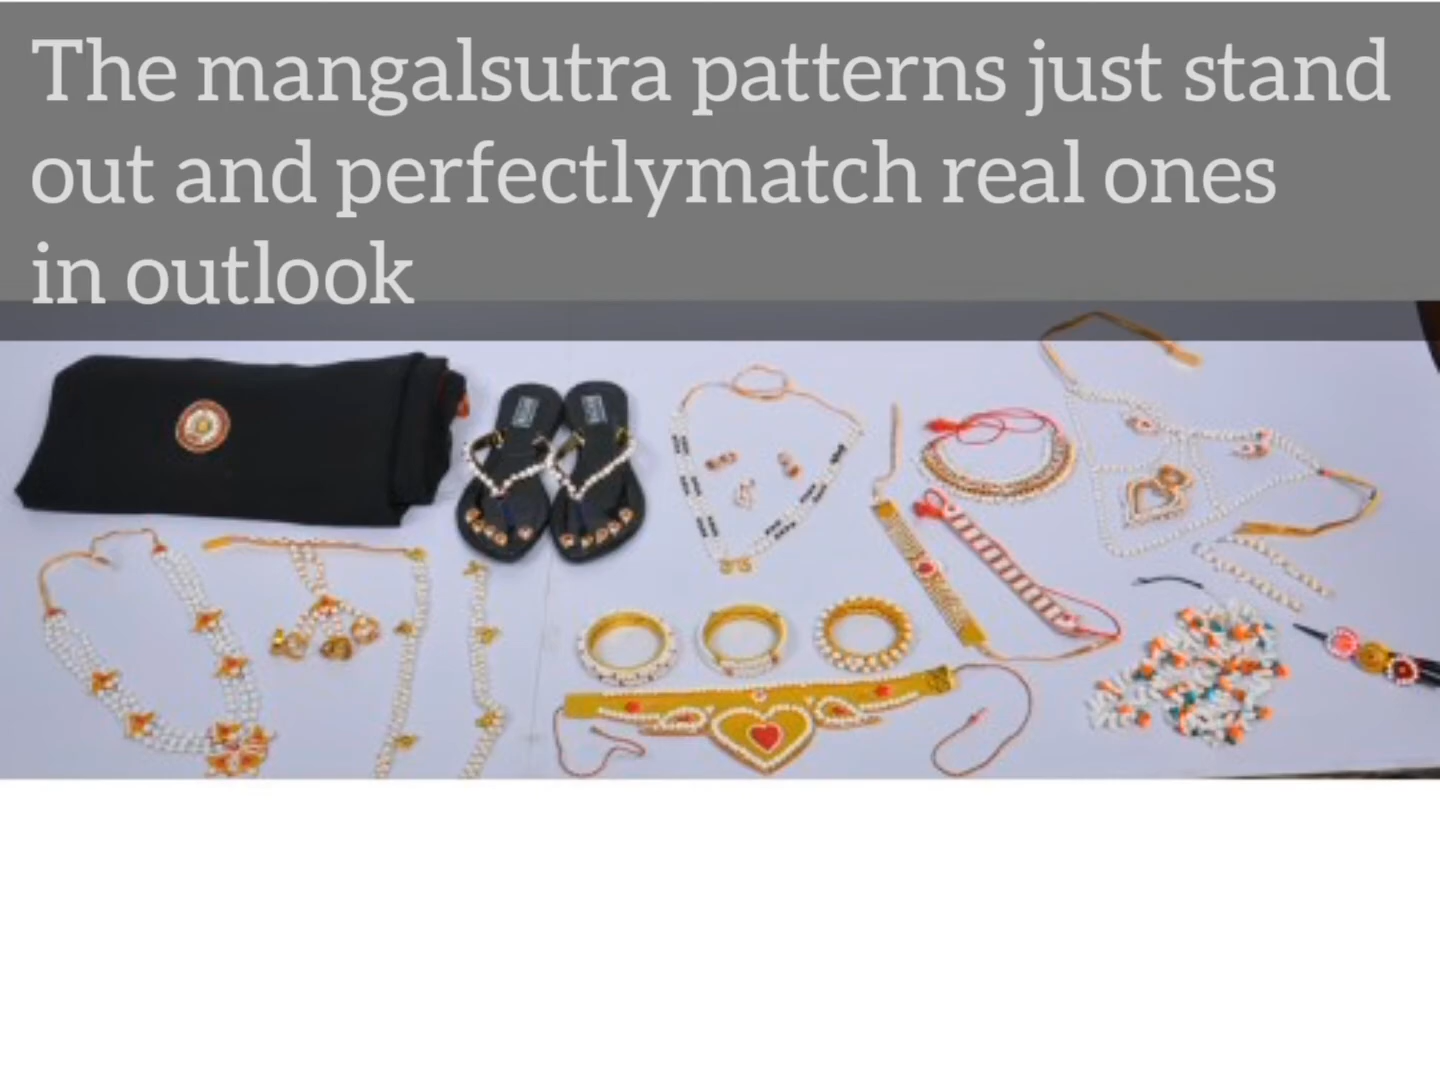 The mangalsutra patterns just stand
out and perfectlymatch real ones
in outlook